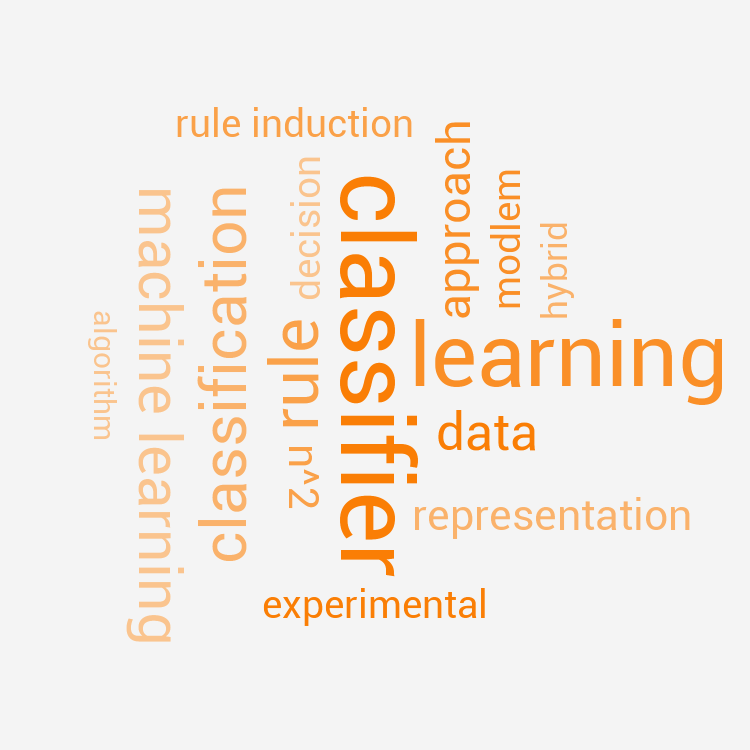 rule induction
approach
decision
modlem
classifier
machine learning
classification
hybrid
algorithm
rule
learning
data
n^2
representation
experimental